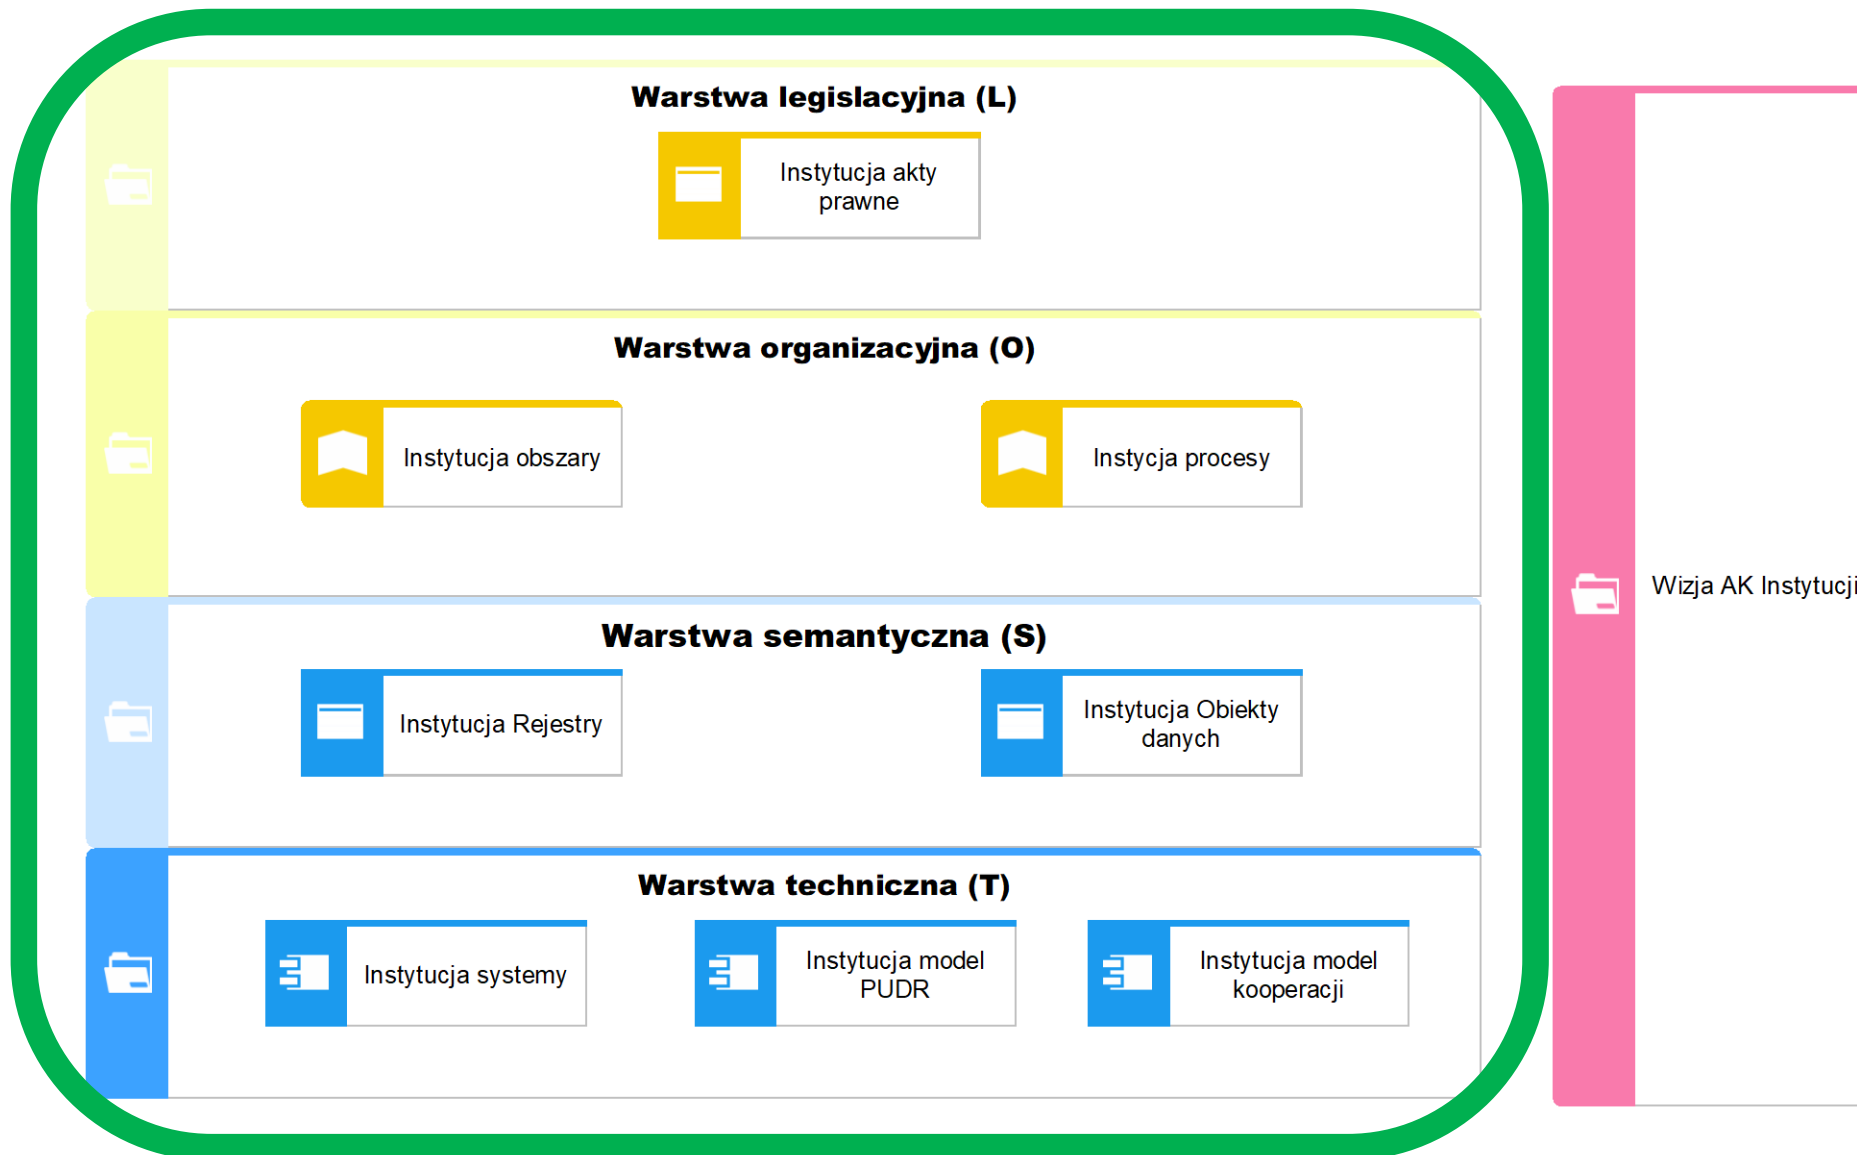 Warstwa legislacyjna (L)
Instytucja akty
prawne
Warstwa organizacyjna (O)
Instytucja obszary
Instycja procesy
Warstwa semantyczna (S)
Instytucja Rejestry
Instytucja Obiekty
danych
Warstwa techniczna (T)
Instytucja systemy
Instytucja model
PUDR
Instytucja model
kooperacji
Wizja AK Instytucji